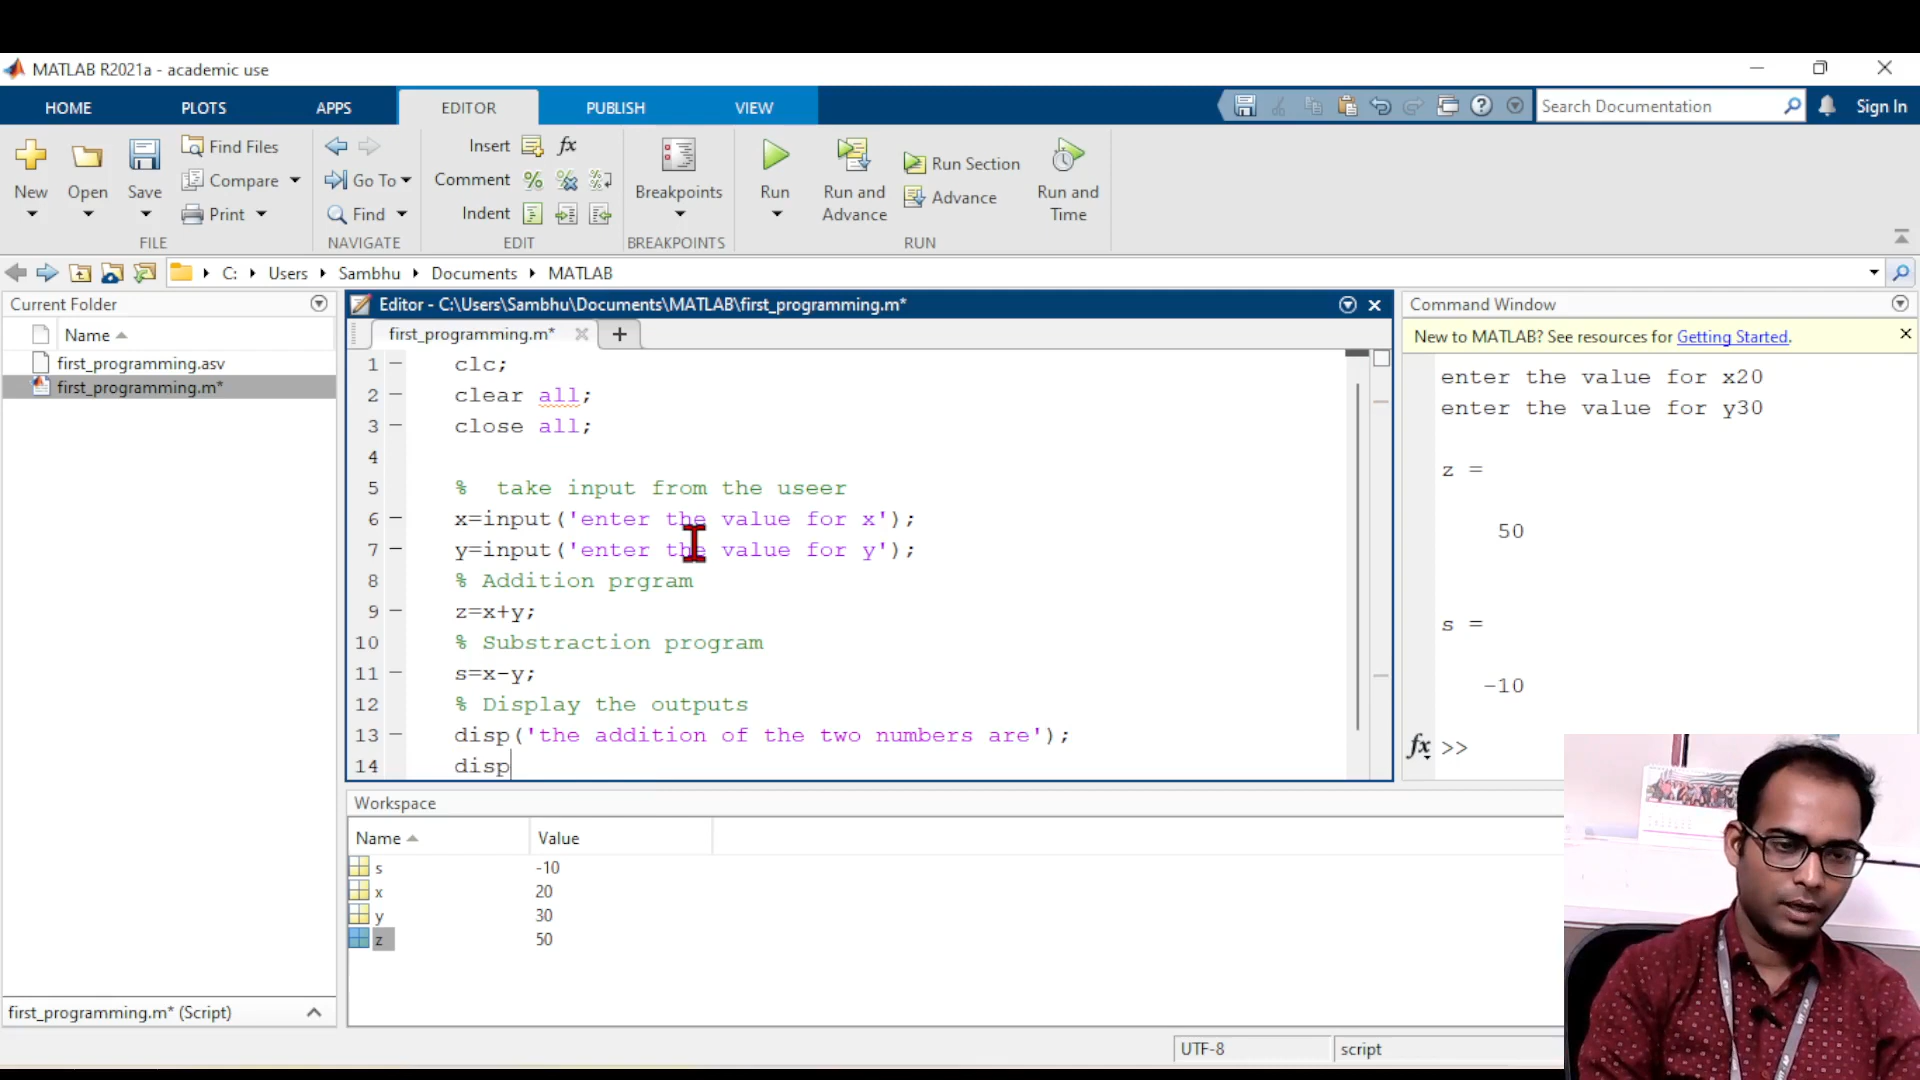 MATLAB R2021a - academic use
HOME PLOTS APPS EDITOR PUBLISH VIEW
Search Documentation
Sign In
New
Open
Save
Find Files
Compare
Print
FILE
Go To
Find
NAVIGATE
Insert fx
Comment
Indent
EDIT
Breakpoints
BREAKPOINTS
Run
Run and Advance
Run Section
Advance
Run and Time
RUN
C: Users Sambhu Documents MATLAB
Current Folder
Name
first_programming.asv
first_programming.m*
first_programming.m* (Script)
Editor - C:\Users\Sambhu\Documents\MATLAB\first_programming.m*
first_programming.m*
1 clc;
2 clear all;
3 close all;
4
5 %  take input from the useer
6 x=input('enter the value for x');
7 y=input('enter the value for y');
8 % Addition prgram
9 z=x+y;
10 % Substraction program
11 s=x-y;
12 % Display the outputs
13 disp('the addition of the two numbers are');
14 disp
Command Window
New to MATLAB? See resources for Getting Started.
enter the value for x20
enter the value for y30
z =
50
s =
-10
fx >>
Workspace
Name Value
s -10
x 20
y 30
z 50
UTF-8 script